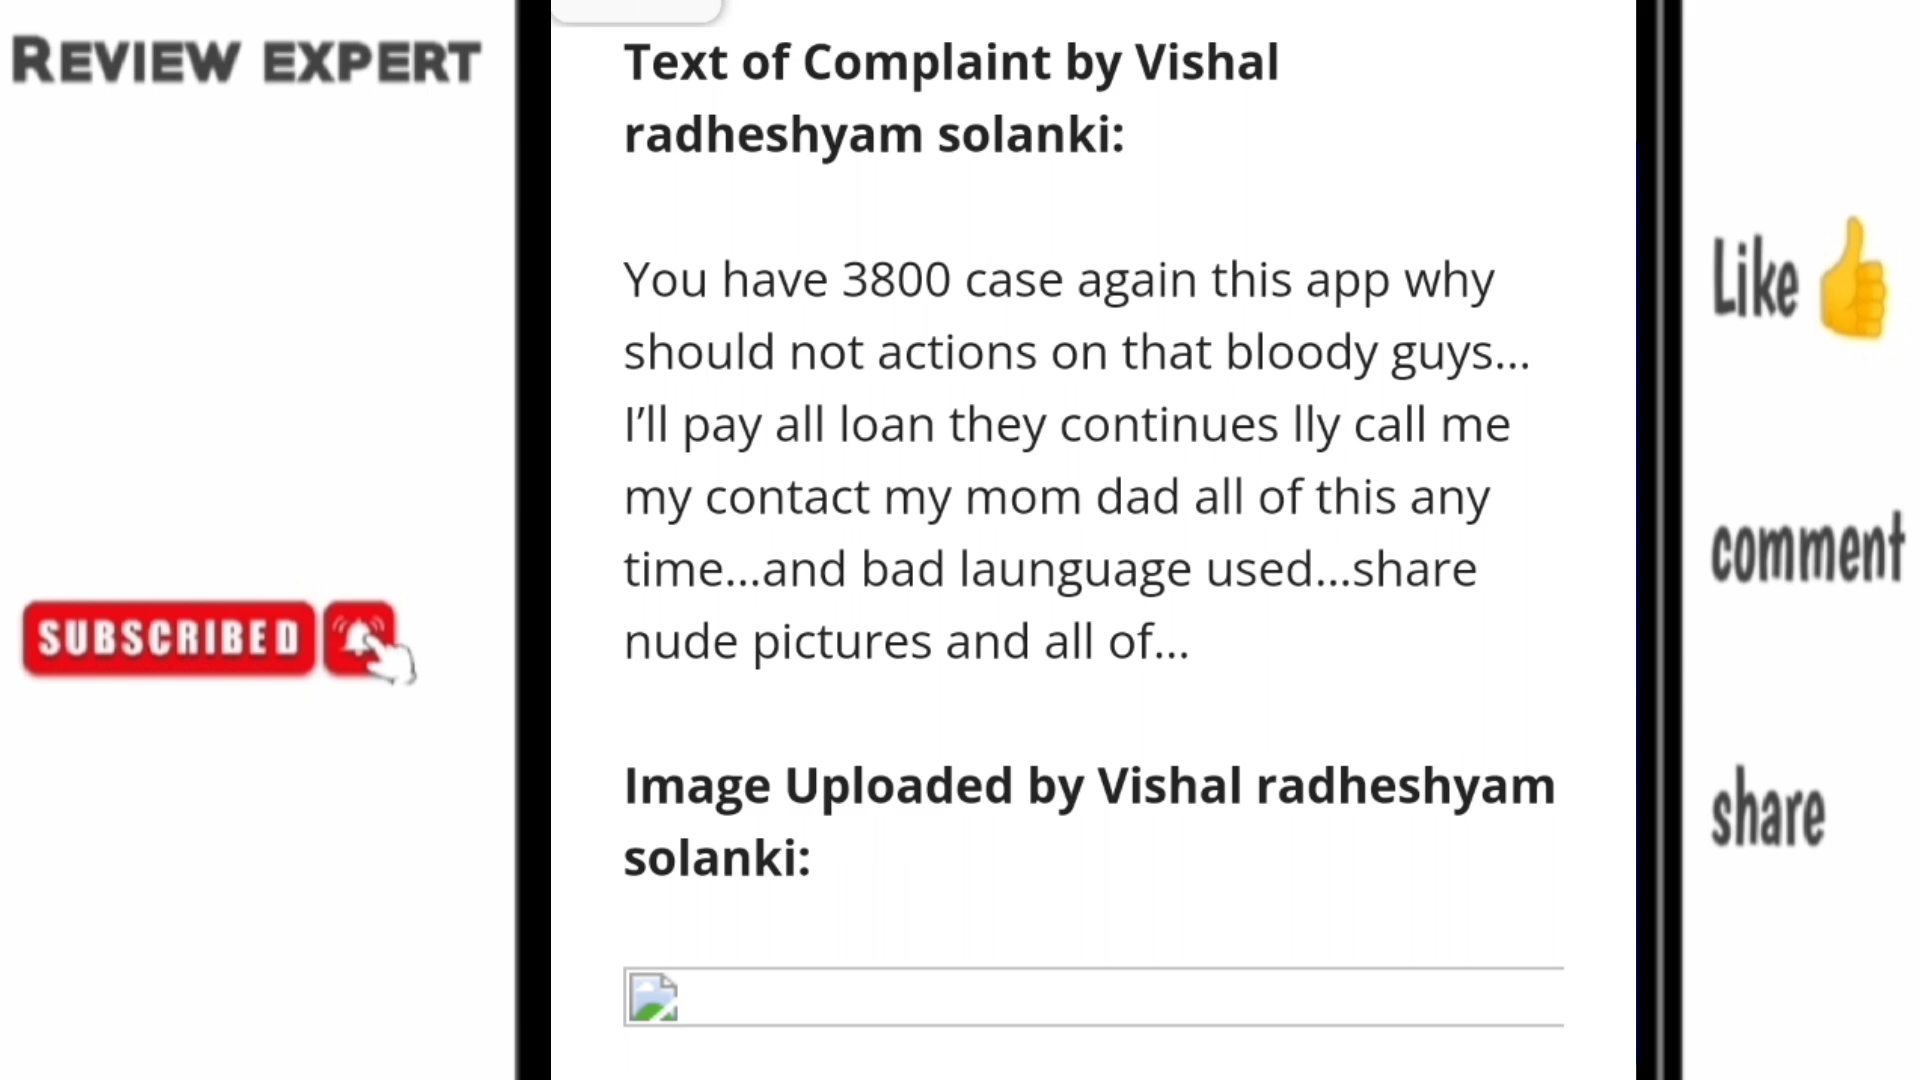 REVIEW EXPERT
Text of Complaint by Vishal
radheshyam solanki:
You have 3800 case again this app why
should not actions on that bloody guys...
I’ll pay all loan they continues lly call me
my contact my mom dad all of this any
time...and bad launguage used...share
nude pictures and all of...
Image Uploaded by Vishal radheshyam
solanki:
SUBSCRIBED
Like
comment
share